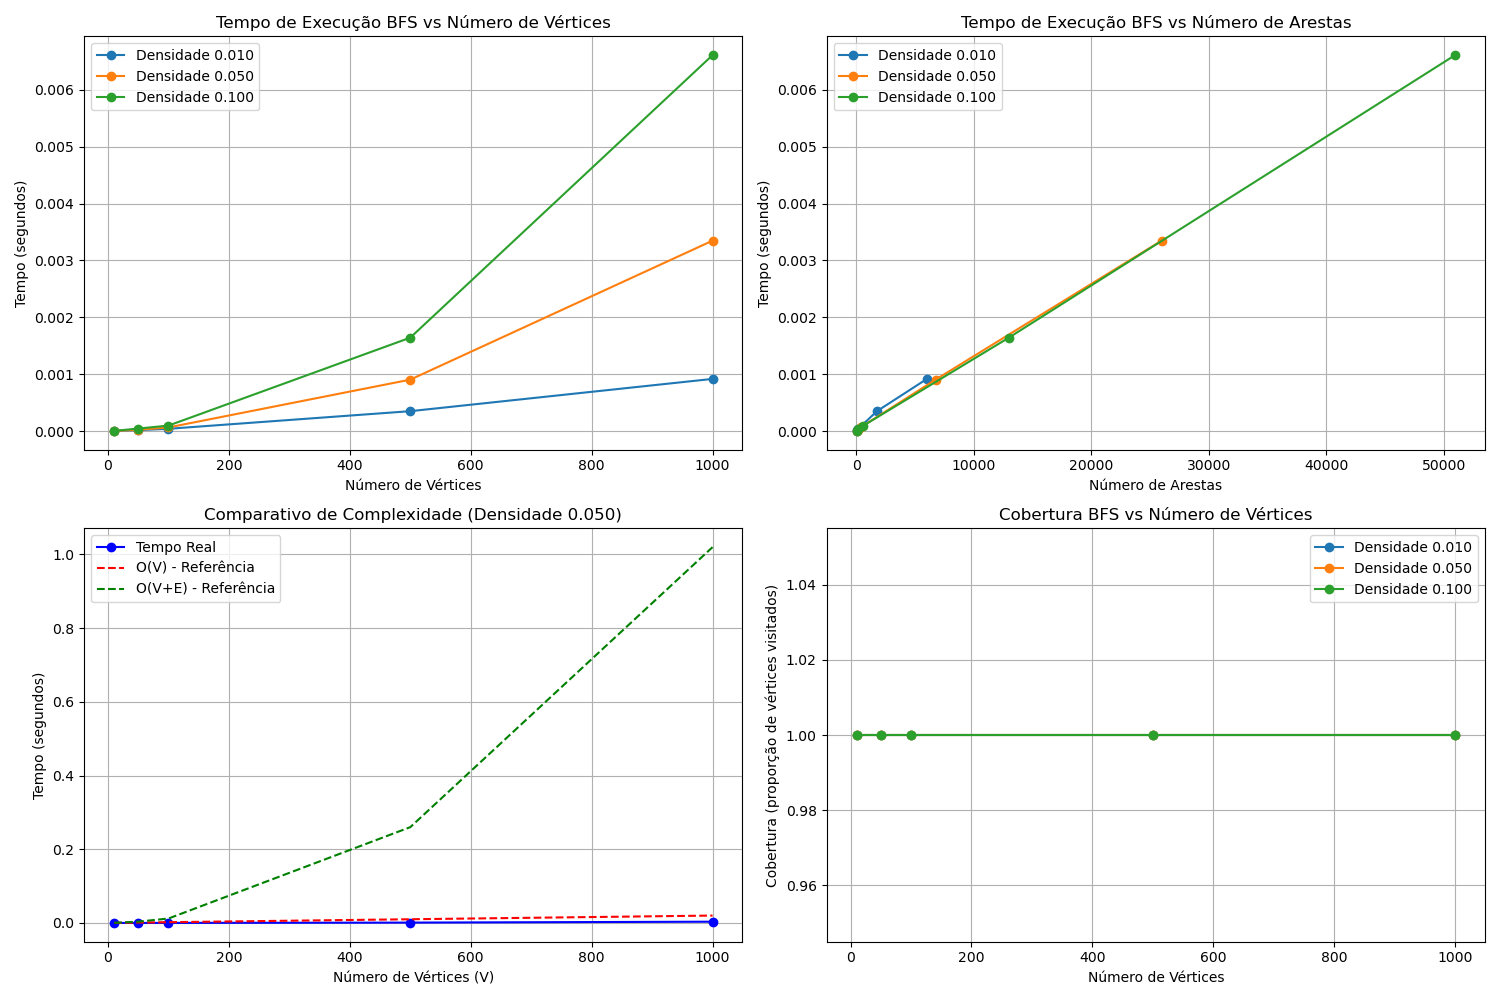 Tempo de Execução BFS vs Número de Vértices
Densidade 0.010
Densidade 0.050
Densidade 0.100
0.006
0.005
0.004
0.003
0.002
0.001
0.000
Tempo (segundos)
0 200 400 600 800 1000
Número de Vértices
Tempo de Execução BFS vs Número de Arestas
Densidade 0.010
Densidade 0.050
Densidade 0.100
0.006
0.005
0.004
0.003
0.002
0.001
0.000
Tempo (segundos)
0 10000 20000 30000 40000 50000
Número de Arestas
Comparativo de Complexidade (Densidade 0.050)
Tempo Real
O(V) - Referência
O(V+E) - Referência
1.0
0.8
0.6
0.4
0.2
0.0
Tempo (segundos)
0 200 400 600 800 1000
Número de Vértices (V)
Cobertura BFS vs Número de Vértices
Densidade 0.010
Densidade 0.050
Densidade 0.100
1.04
1.02
1.00
0.98
0.96
Cobertura (proporção de vértices visitados)
0 200 400 600 800 1000
Número de Vértices